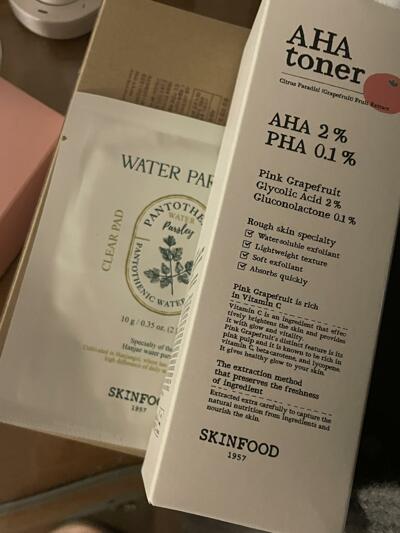 AHA
toner
Citrus Paradisi (Grapefruit) Fruit Extract
AHA 2%
PHA 0.1%
Pink Grapefruit
Glycolic Acid 2%
Gluconolactone 0.1%
Rough skin specialty
Water-soluble exfoliant
Lightweight texture
Soft exfoliant
Absorbs quickly
Pink Grapefruit is rich
in Vitamin C
Vitamin C is an ingredient that effec-
tively brightens the skin and provides
it with glow and vitality.
Pink Grapefruit's distinct feature is its
pink pulp and it is known to be rich in
vitamin C, beta-carotene, and lycopene.
It gives healthy glow to your skin.
The extraction method
that preserves the freshness
of ingredient
Extracted extra carefully to capture the
natural nutrition from ingredients and
nourish the skin.
SKINFOOD
1957
WATER PAR
CLEAR PAD
PANTOTHE
WATER
Parsley
PANTOTHENIC WATER
10 g / 0.35 oz. (2
Specialty of
Hanjae water
SKINFOO
1957